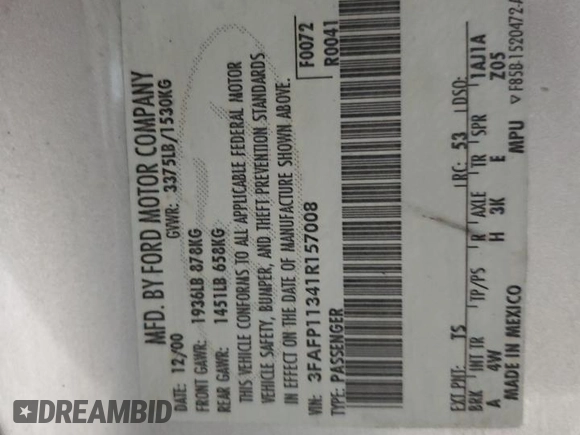 MFD. BY FORD MOTOR COMPANY
DATE: 12/00 GVWR: 3375LB/1530KG
FRONT GAWR: 1936LB 878KG
REAR GAWR: 1451LB 658KG
THIS VEHICLE CONFORMS TO ALL APPLICABLE FEDERAL MOTOR
VEHICLE SAFETY, BUMPER, AND THEFT PREVENTION STANDARDS
IN EFFECT ON THE DATE OF MANUFACTURE SHOWN ABOVE.
VIN: 3FAFP11341R157008 F0072
TYPE: PASSENGER R0041
EXT. PNT: TS RC: 53 DSO:
BRK INT TR TP/PS R AXLE TR SPR 1AJ1A
A 4W H 3K E Z05
MADE IN MEXICO MPU ▽ F85B-1520472-A
DREAMBID